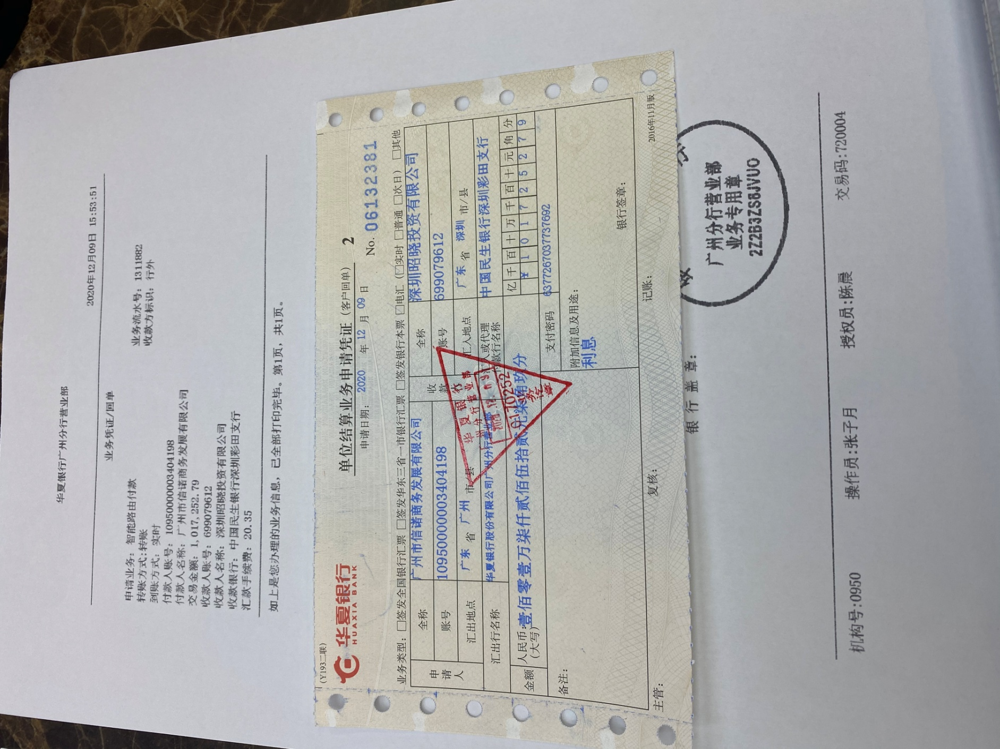 华夏银行广州分行营业部
2020年12月09日 15:53:51
业务凭证/回单
申请业务: 智能路由付款 业务流水号: 1311882
转账方式:转账 收款方标识: 行外
到账方式: 实时
付款人账号: 10950000003404198
付款人名称: 广州市信诺商务发展有限公司
交易金额: 1,017,252.79
收款人账号: 699079612
收款人名称: 深圳昭晓投资有限公司
收款银行: 中国民生银行深圳彩田支行
汇款手续费: 20.35
如上是您办理的业务信息, 已全部打印完毕。第1页, 共1页。
(Y193二联)
华夏银行
HUAXIA BANK
单位结算业务申请凭证 (客户回单) 2
申请日期: 2020 年 12 月 09 日
No. 06132381
业务类型: □签发全国银行汇票 □签发华东三省一市银行汇票 □签发银行本票 ☑电汇 (☑实时 □普通 □次日) □其他
申请人
全称 广州市信诺商务发展有限公司
账号 10950000003404198
汇出地点 广东 省 广州 市/县
汇出行名称 华夏银行股份有限公司广州分行营业部
收款人
全称 深圳昭晓投资有限公司
账号 699079612
汇入地点 广东 省 深圳 市/县
汇入或代理付款行名称 中国民生银行深圳彩田支行
金额 人民币: (大写) 壹佰零壹万柒仟贰佰伍拾贰元柒角玖分
亿 千 百 十 万 千 百 十 元 角 分
¥ 1 0 1 7 2 5 2 7 9
备注:
支付密码 6377267037737692
附加信息及用途:
利息
银行签章:
主管: 复核: 记账:
2016年11月版
华夏银行
广州分行营业部
2020.12.09
0170252
银行盖章:
广州分行营业部
业务专用章
2Z2B3ZS6JVUO
机构号:0950 操作员:张子月 授权员:陈晨 交易码:720004